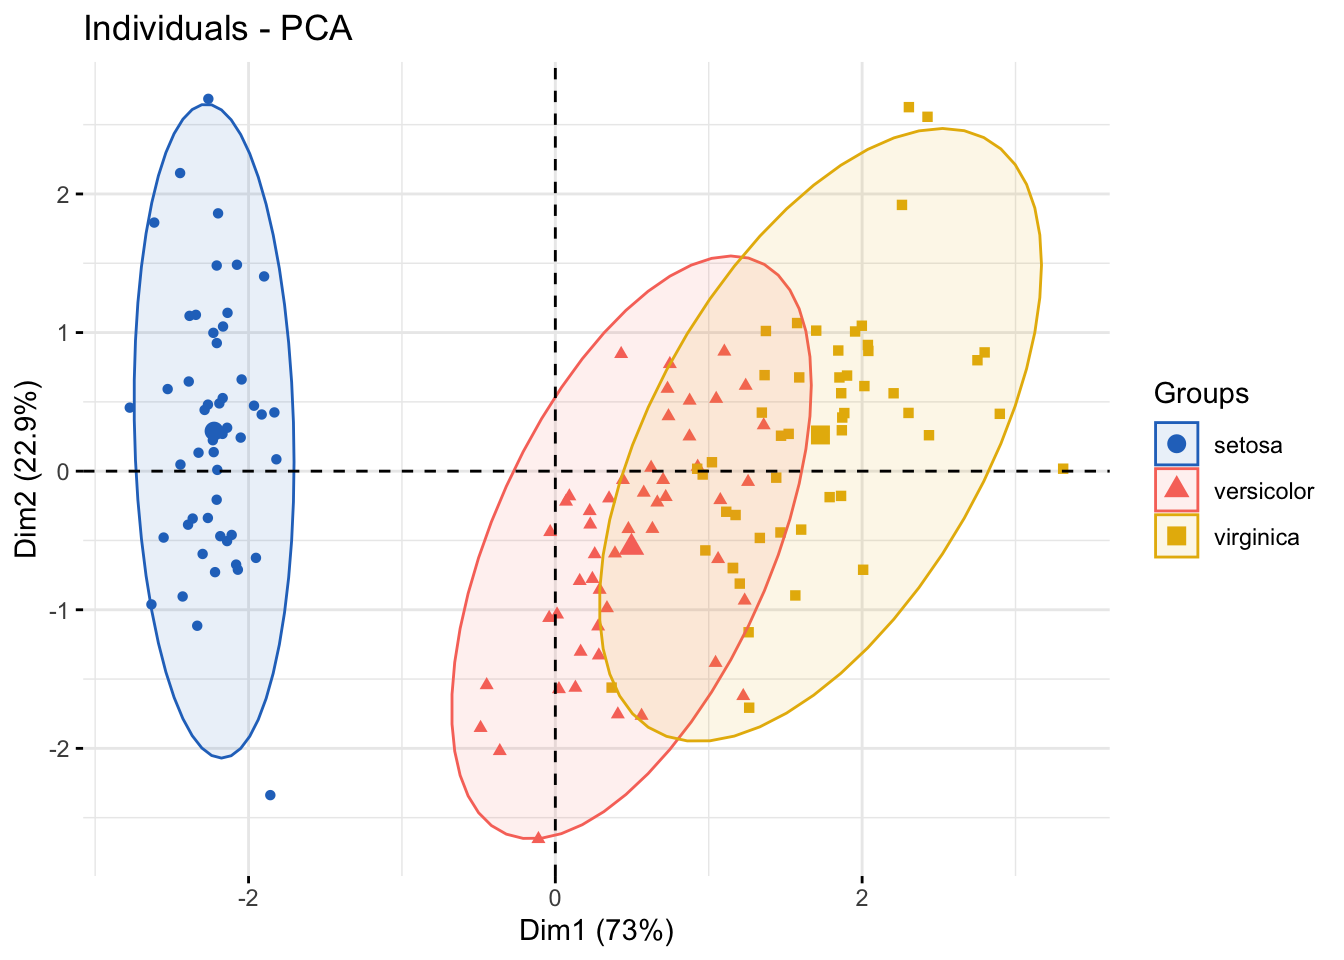 Individuals - PCA
Dim2 (22.9%)
2
1
0
-1
-2
-2
0
2
Dim1 (73%)
Groups
setosa
versicolor
virginica